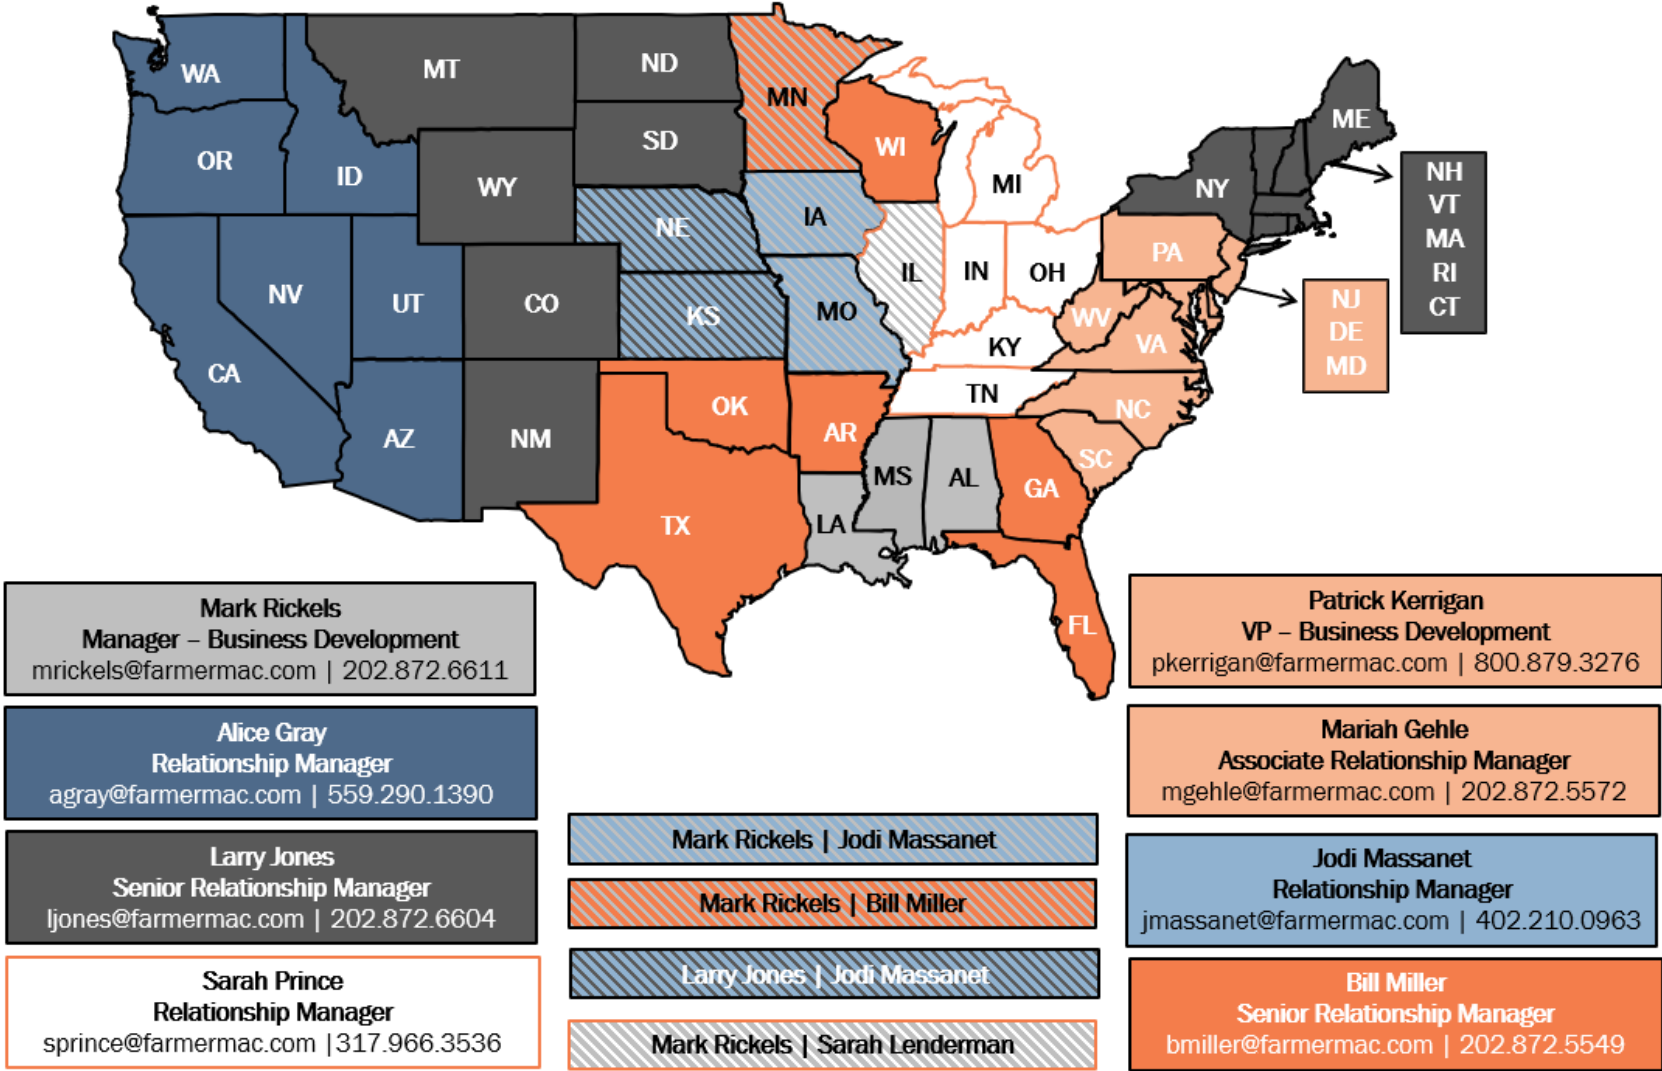 WA
MT
ND
MN
ME
OR
ID
SD
WI
WY
MI
NY
NH
VT
MA
RI
CT
NE
IA
PA
NV
UT
CO
KS
MO
IL
IN
OH
WV
VA
NJ
DE
MD
CA
KY
TN
AZ
NM
OK
AR
NC
SC
MS
AL
GA
TX
LA
FL
Mark Rickels
Manager – Business Development
mrickels@farmermac.com | 202.872.6611
Alice Gray
Relationship Manager
agray@farmermac.com | 559.290.1390
Larry Jones
Senior Relationship Manager
ljones@farmermac.com | 202.872.6604
Sarah Prince
Relationship Manager
sprince@farmermac.com |317.966.3536
Mark Rickels | Jodi Massanet
Mark Rickels | Bill Miller
Larry Jones | Jodi Massanet
Mark Rickels | Sarah Lenderman
Patrick Kerrigan
VP – Business Development
pkerrigan@farmermac.com | 800.879.3276
Mariah Gehle
Associate Relationship Manager
mgehle@farmermac.com | 202.872.5572
Jodi Massanet
Relationship Manager
jmassanet@farmermac.com | 402.210.0963
Bill Miller
Senior Relationship Manager
bmiller@farmermac.com | 202.872.5549